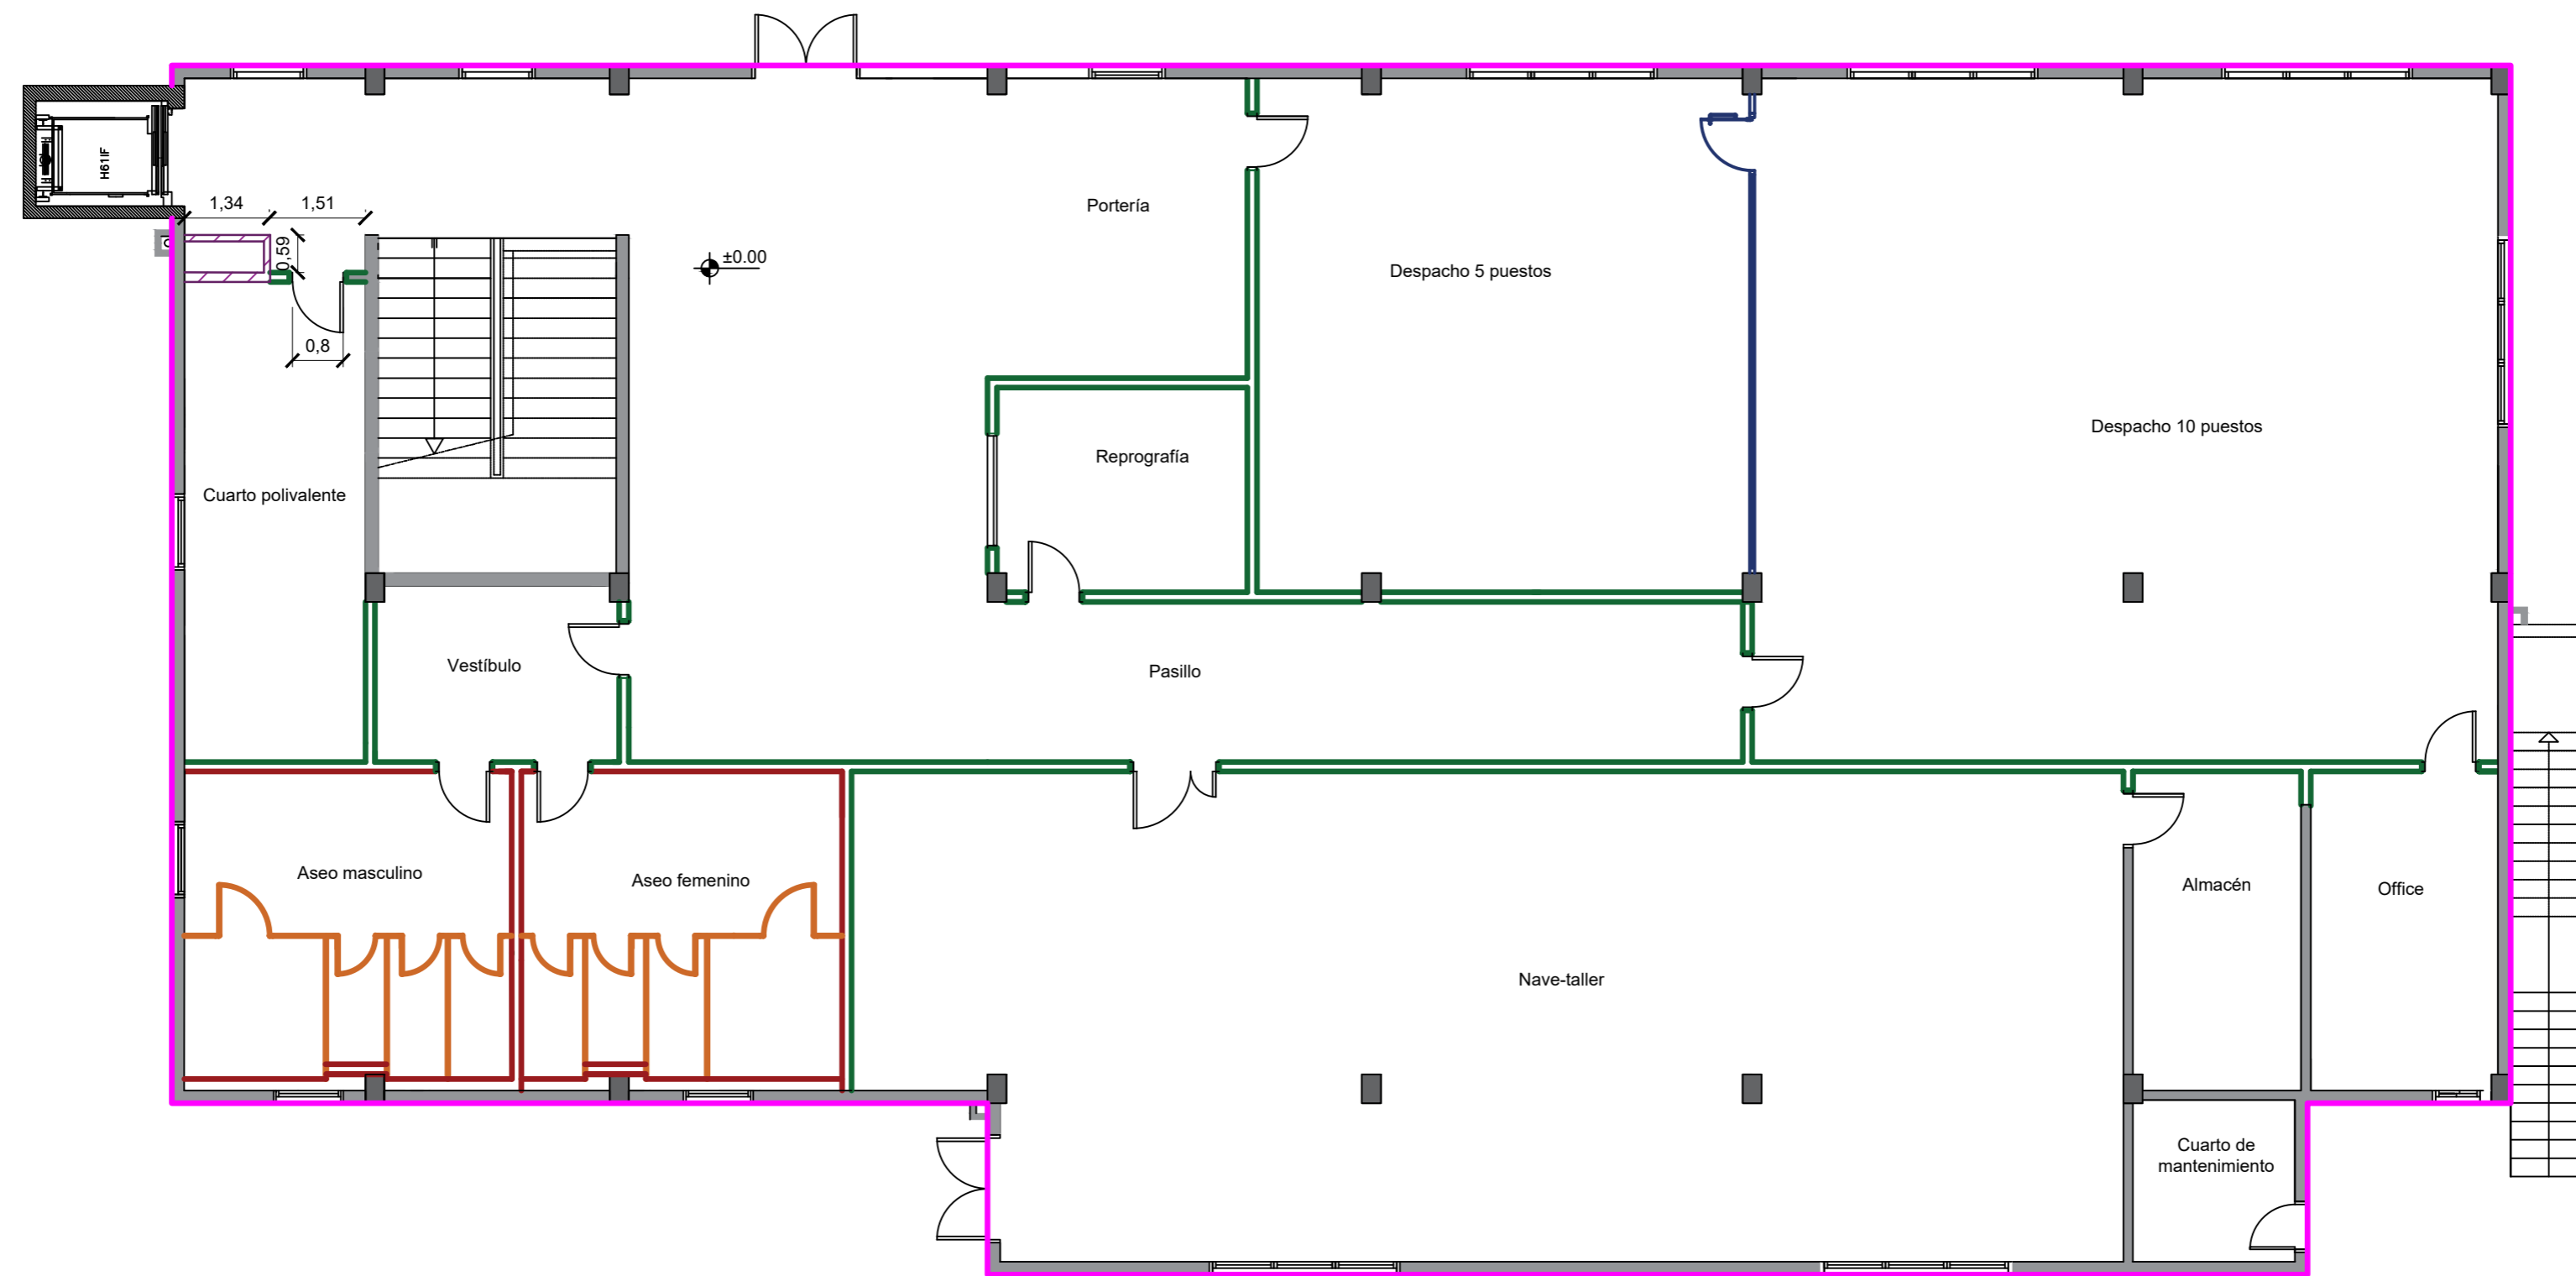 H61IF
1,34
1,51
0,59
0,8
Portería
±0.00
Despacho 5 puestos
Despacho 10 puestos
Reprografía
Cuarto polivalente
Vestíbulo
Pasillo
Aseo masculino
Aseo femenino
Almacén
Office
Nave-taller
Cuarto de
mantenimiento